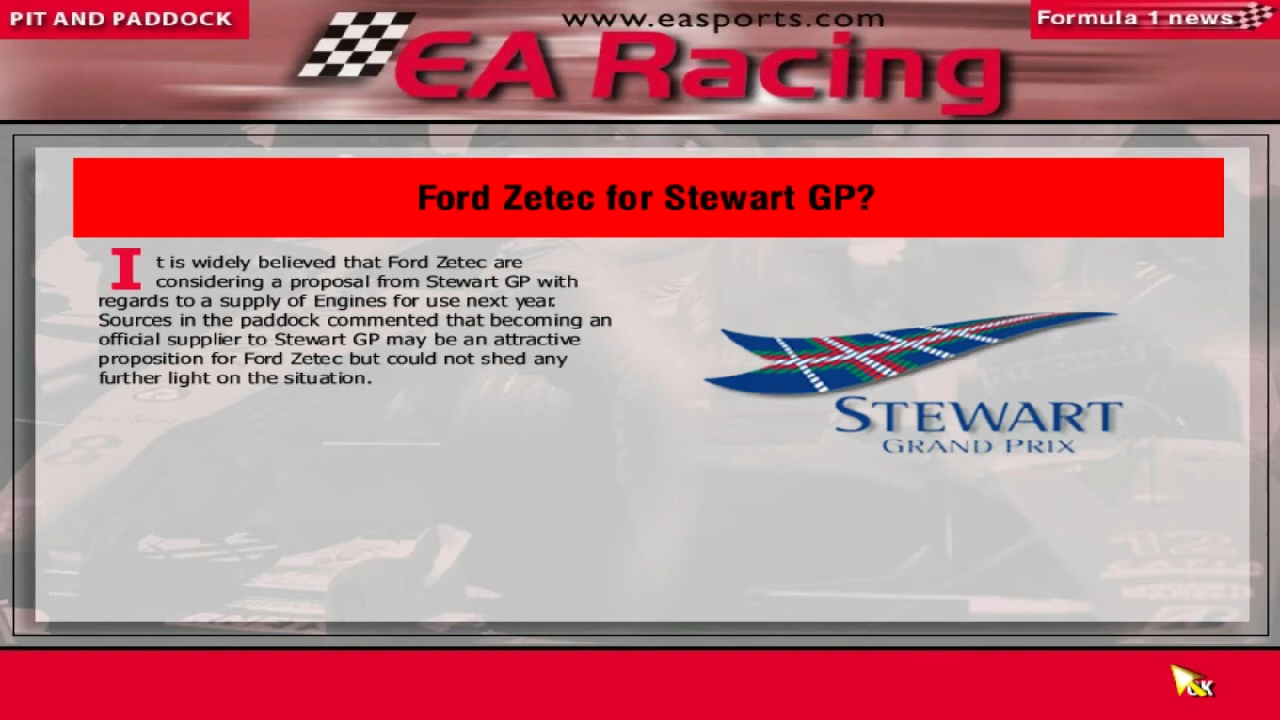 PIT AND PADDOCK
www.easports.com
Formula 1 news
EA Racing
Ford Zetec for Stewart GP?
It is widely believed that Ford Zetec are
considering a proposal from Stewart GP with
regards to a supply of Engines for use next year.
Sources in the paddock commented that becoming an
official supplier to Stewart GP may be an attractive
proposition for Ford Zetec but could not shed any
further light on the situation.
STEWART
GRAND PRIX
8
12
OK